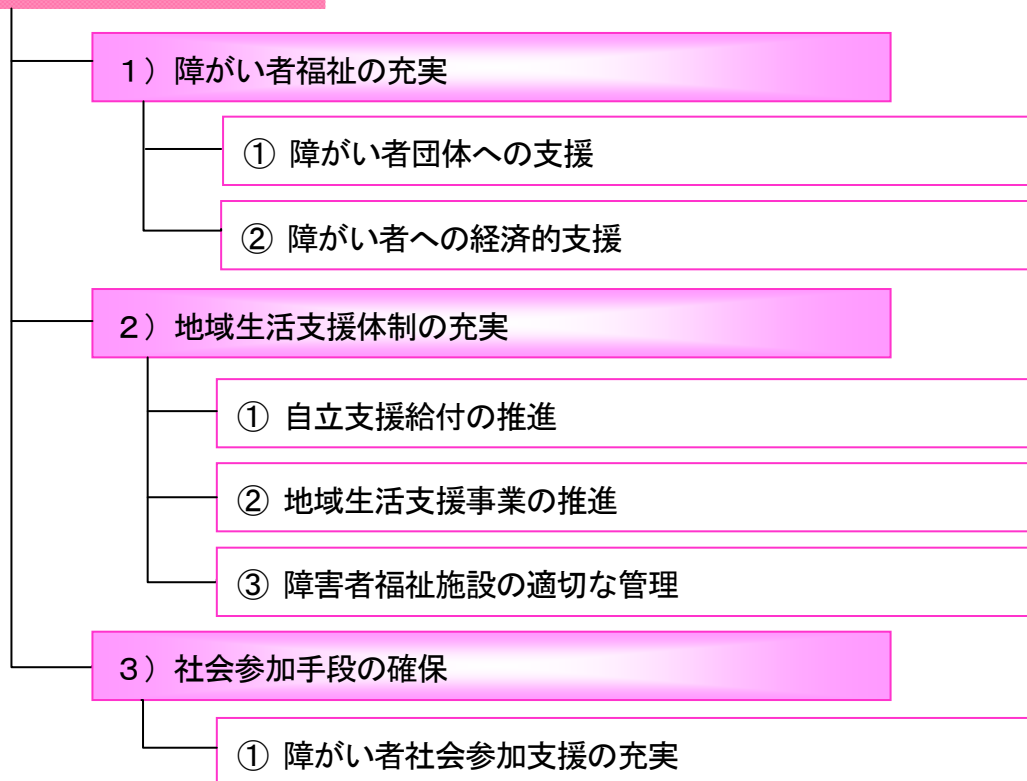 １）障がい者福祉の充実
① 障がい者団体への支援
② 障がい者への経済的支援
２）地域生活支援体制の充実
① 自立支援給付の推進
② 地域生活支援事業の推進
③ 障害者福祉施設の適切な管理
３）社会参加手段の確保
① 障がい者社会参加支援の充実